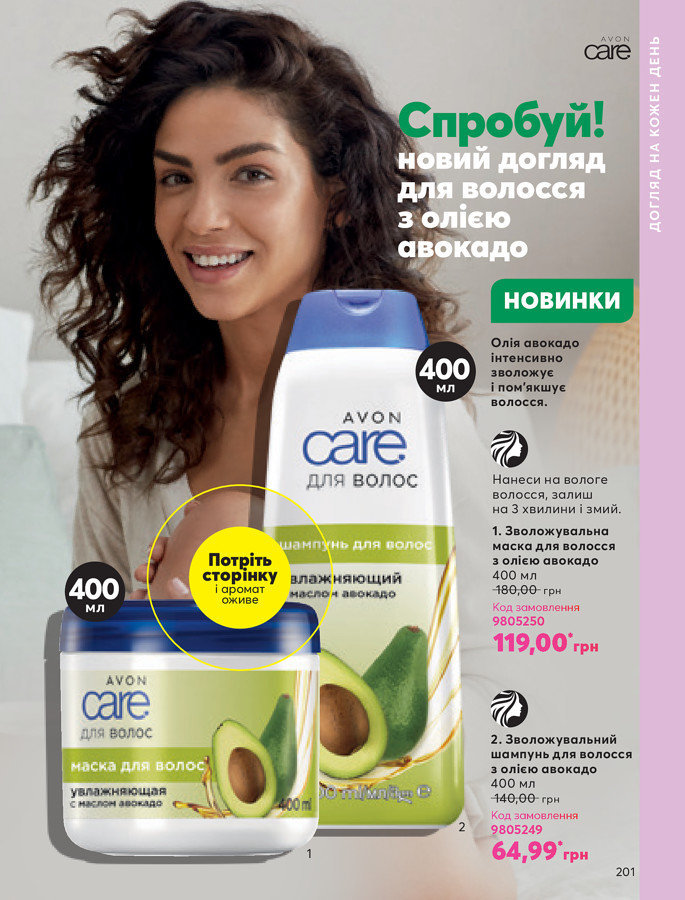 AVON
care
ДОГЛЯД НА КОЖЕН ДЕНЬ
Спробуй!
новий догляд
для волосся
з олією
авокадо
НОВИНКИ
Олія авокадо
інтенсивно
зволожує
і пом'якшує
волосся.
400
мл
AVON
care
ДЛЯ ВОЛОС
шампунь для волос
увлажняющий
с маслом авокадо
Нанеси на вологе
волосся, залиш
на 3 хвилини і змий.
1. Зволожувальна
маска для волосся
з олією авокадо
400 мл
180,00 грн
Код замовлення
9805250
119,00* грн
Потріть
сторінку
і аромат
оживе
400
мл
AVON
care
ДЛЯ ВОЛОС
маска для волос
увлажняющая
с маслом авокадо
400 ml
1
2
2. Зволожувальний
шампунь для волосся
з олією авокадо
400 мл
140,00 грн
Код замовлення
9805249
64,99* грн
201